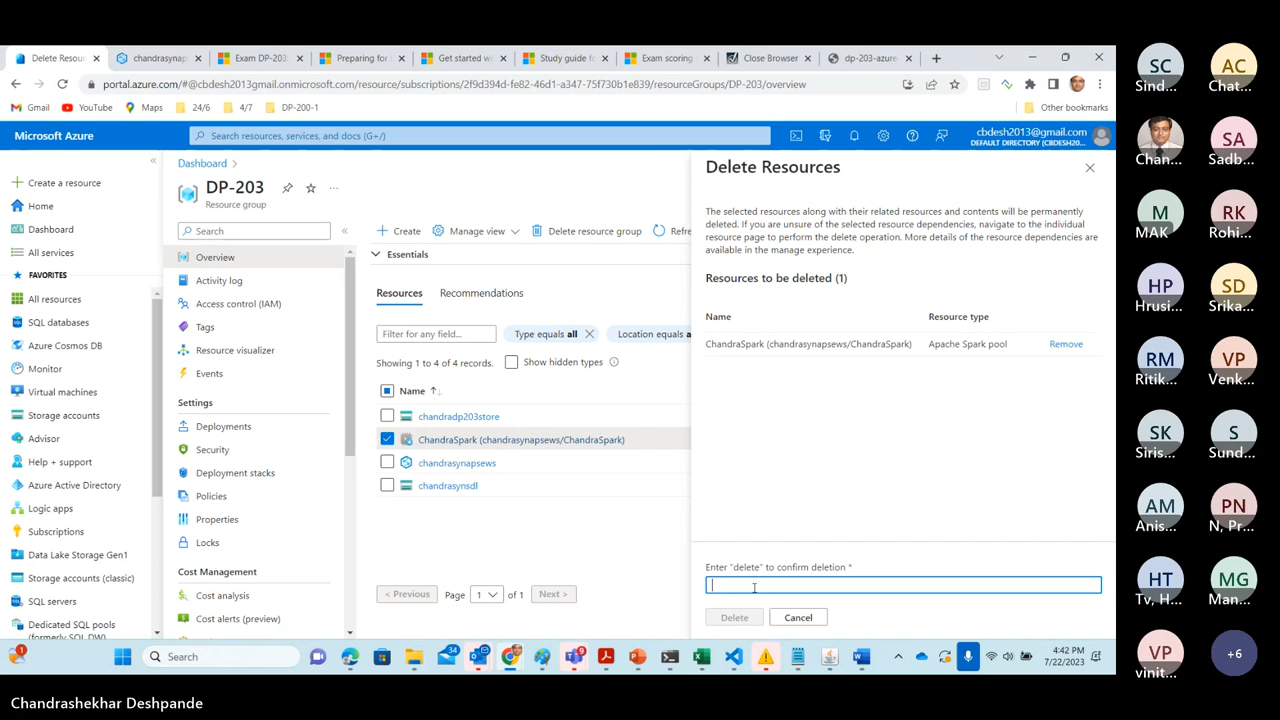 Delete Resour
chandrasynap
Exam DP-203:
Preparing for
Get started wi
Study guide fo
Exam scoring
Close Browser
dp-203-azure
portal.azure.com/#@cbdesh2013gmail.onmicrosoft.com/resource/subscriptions/2f9d394d-fe82-46d1-a347-75f730b1e839/resourceGroups/DP-203/overview
Gmail
YouTube
Maps
24/6
4/7
DP-200-1
Other bookmarks
Microsoft Azure
Search resources, services, and docs (G+/)
cbdesh2013@gmail.com
DEFAULT DIRECTORY (CBDESH20...
Create a resource
Home
Dashboard
All services
FAVORITES
All resources
SQL databases
Azure Cosmos DB
Monitor
Virtual machines
Storage accounts
Advisor
Help + support
Azure Active Directory
Logic apps
Subscriptions
Data Lake Storage Gen1
Storage accounts (classic)
SQL servers
Dedicated SQL pools
(formerly SQL DW)
Dashboard >
DP-203
Resource group
Search
Overview
Activity log
Access control (IAM)
Tags
Resource visualizer
Events
Settings
Deployments
Security
Deployment stacks
Policies
Properties
Locks
Cost Management
Cost analysis
Cost alerts (preview)
Create
Manage view
Delete resource group
Refre
Essentials
Resources
Recommendations
Filter for any field...
Type equals all
Location equals a
Showing 1 to 4 of 4 records.
Show hidden types
Name
chandradp203store
ChandraSpark (chandrasynapsews/ChandraSpark)
chandrasynapsews
chandrasynsdl
< Previous
Page
1
of 1
Next >
Delete Resources
The selected resources along with their related resources and contents will be permanently
deleted. If you are unsure of the selected resource dependencies, navigate to the individual
resource page to perform the delete operation. More details of the resource dependencies are
available in the manage experience.
Resources to be deleted (1)
Name
Resource type
ChandraSpark (chandrasynapsews/ChandraSpark)
Apache Spark pool
Remove
Enter "delete" to confirm deletion *
Delete
Cancel
1
Search
34
9
4:42 PM
7/22/2023
SC
Sind...
AC
Chat...
Chan...
SA
Sadb...
M
MAK
RK
Rohi...
HP
Hrusi...
SD
Srika...
RM
Ritik...
VP
Venk...
SK
Siris...
S
Sund...
AM
Anis...
PN
N, Pr...
HT
Tv, H...
MG
Man...
VP
vinit...
+6
Chandrashekhar Deshpande